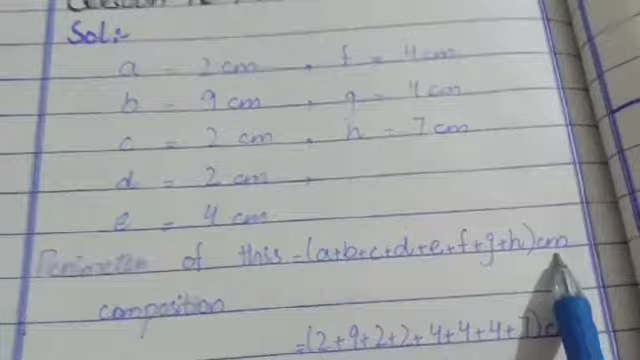 Sol:-
a = 2 cm , f = 4 cm
b = 9 cm , g = 4 cm
c = 2 cm , h = 7 cm
d = 2 cm ,
e = 4 cm
Perimeter of this =(a+b+c+d+e+f+g+h)cm
composition
=(2+9+2+2+4+4+4+7)c